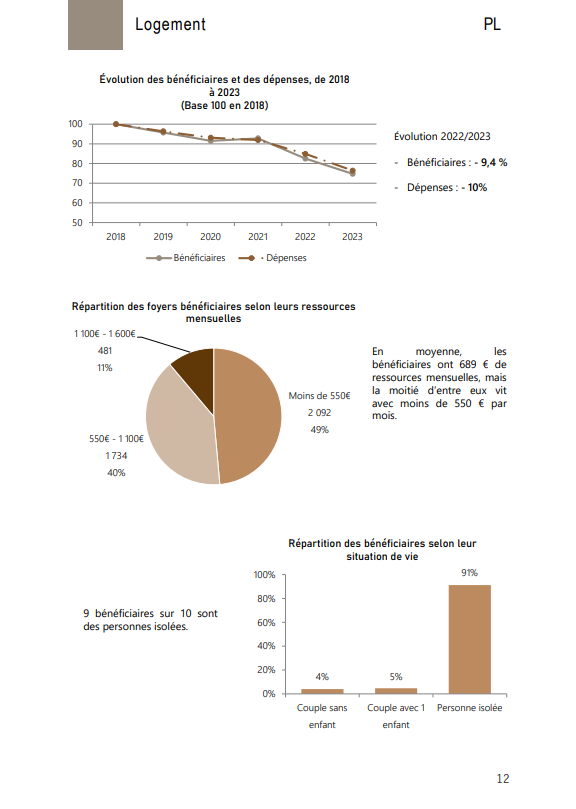 Logement
PL
Évolution des bénéficiaires et des dépenses, de 2018
à 2023
(Base 100 en 2018)
100
90
80
70
60
50
2018 2019 2020 2021 2022 2023
Bénéficiaires Dépenses
Évolution 2022/2023
- Bénéficiaires : - 9,4 %
- Dépenses : - 10%
Répartition des foyers bénéficiaires selon leurs ressources
mensuelles
1 100€ - 1 600€
481
11%
Moins de 550€
2 092
49%
550€ - 1 100€
1 734
40%
En moyenne, les
bénéficiaires ont 689 € de
ressources mensuelles, mais
la moitié d'entre eux vit
avec moins de 550 € par
mois.
Répartition des bénéficiaires selon leur
situation de vie
9 bénéficiaires sur 10 sont
des personnes isolées.
100%
80%
60%
40%
20%
0%
4%
5%
91%
Couple sans
enfant
Couple avec 1
enfant
Personne isolée
12